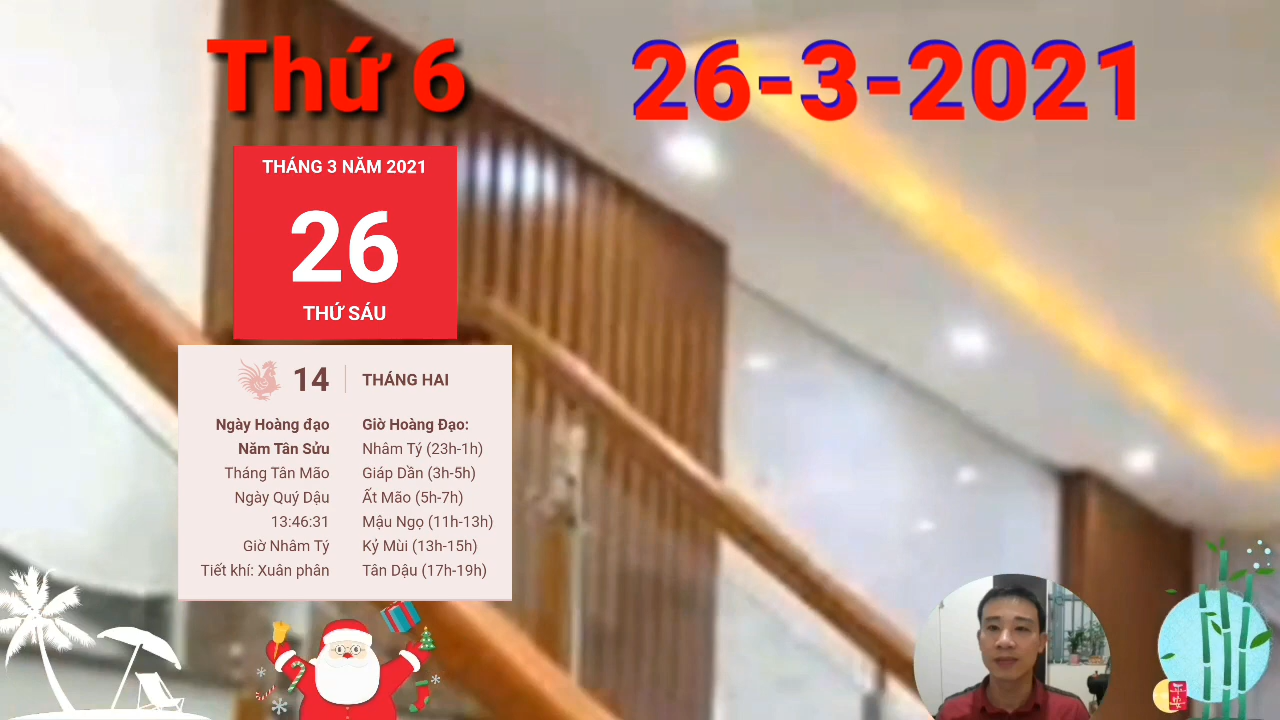 Thứ 6
26-3-2021
THÁNG 3 NĂM 2021
26
THỨ SÁU
14
THÁNG HAI
Ngày Hoàng đạo
Năm Tân Sửu
Tháng Tân Mão
Ngày Quý Dậu
13:46:31
Giờ Nhâm Tý
Tiết khí: Xuân phân
Giờ Hoàng Đạo:
Nhâm Tý (23h-1h)
Giáp Dần (3h-5h)
Ất Mão (5h-7h)
Mậu Ngọ (11h-13h)
Kỷ Mùi (13h-15h)
Tân Dậu (17h-19h)